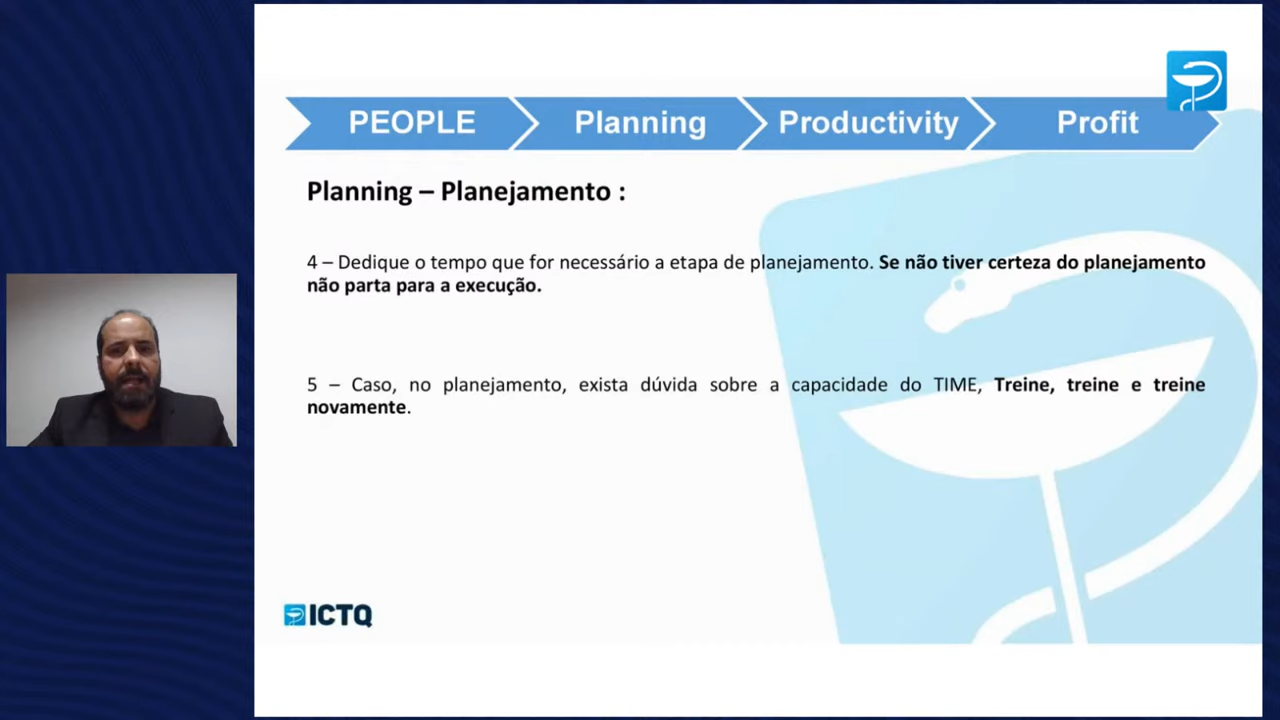 PEOPLE Planning Productivity Profit
Planning – Planejamento :
4 – Dedique o tempo que for necessário a etapa de planejamento. Se não tiver certeza do planejamento
não parta para a execução.
5 – Caso, no planejamento, exista dúvida sobre a capacidade do TIME, Treine, treine e treine
novamente.
ICTQ